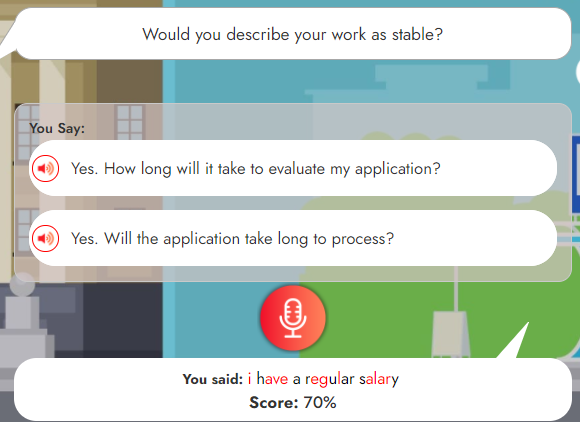 Would you describe your work as stable?
You Say:
Yes. How long will it take to evaluate my application?
Yes. Will the application take long to process?
You said: i have a regular salary
Score: 70%